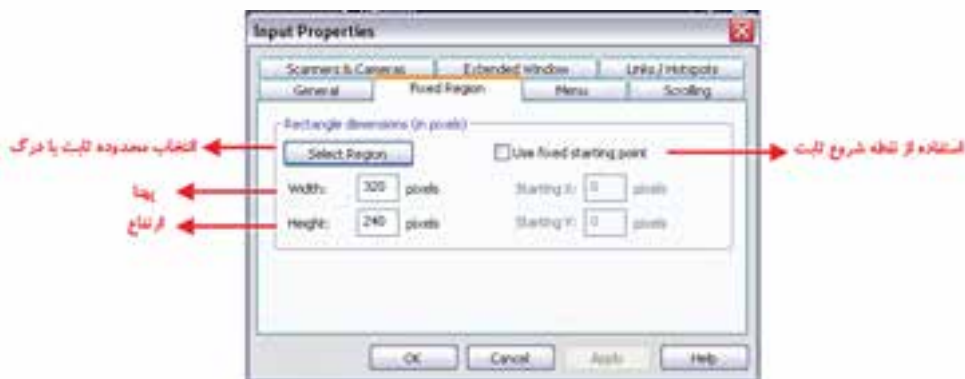 Input Properties
Scanners & Cameras Extended Window Links / Hotspots
General Fixed Region Menu Scrolling
Rectangle dimensions (in pixels)
انتخاب محدوده ثابت با درگ
Select Region
Use fixed starting point
استفاده از نقطه شروع ثابت
پهنا
Width: 320 pixels
Starting X: 0 pixels
ارتفاع
Height: 240 pixels
Starting Y: 0 pixels
OK Cancel Apply Help